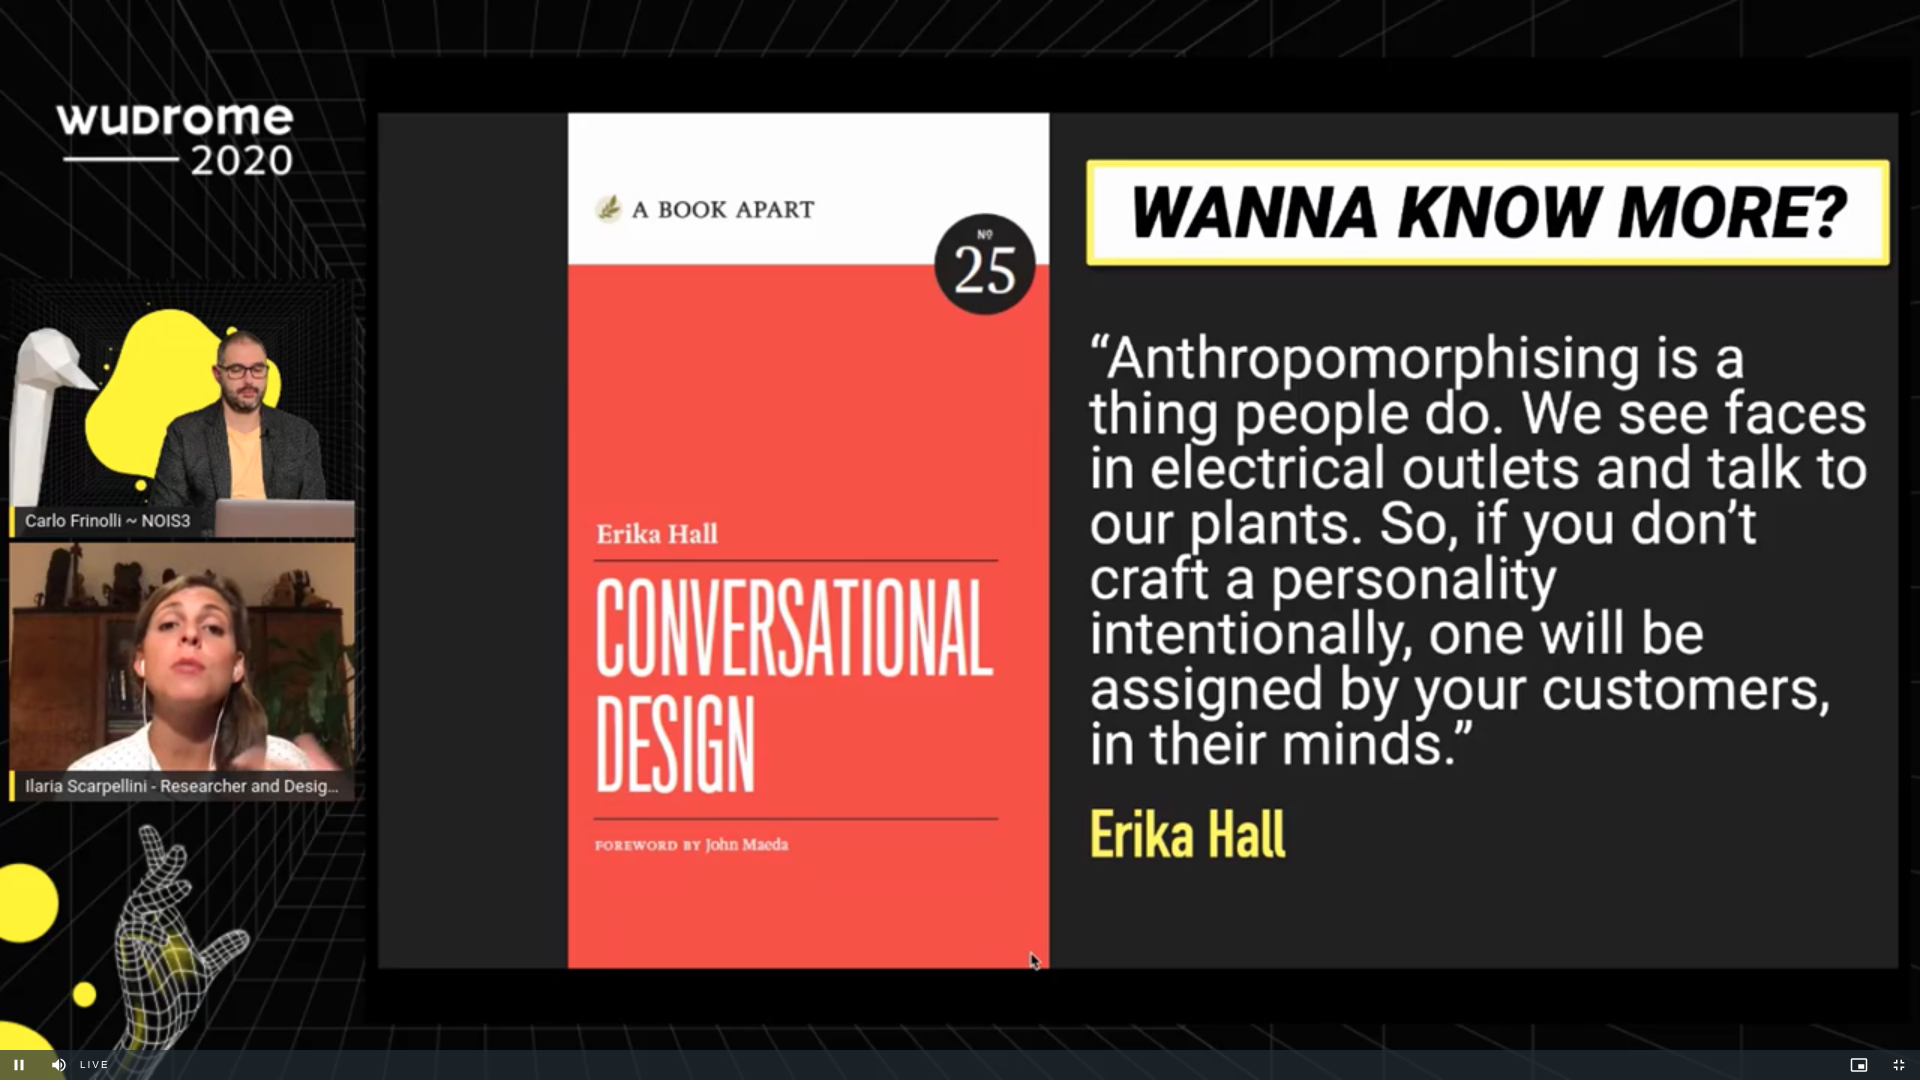 WUDrome
2020
Carlo Frinolli ~ NOIS3
Ilaria Scarpellini - Researcher and Desig...
A BOOK APART
Nº
25
Erika Hall
CONVERSATIONAL
DESIGN
FOREWORD BY John Maeda
WANNA KNOW MORE?
“Anthropomorphising is a
thing people do. We see faces
in electrical outlets and talk to
our plants. So, if you don’t
craft a personality
intentionally, one will be
assigned by your customers,
in their minds.”
Erika Hall
LIVE